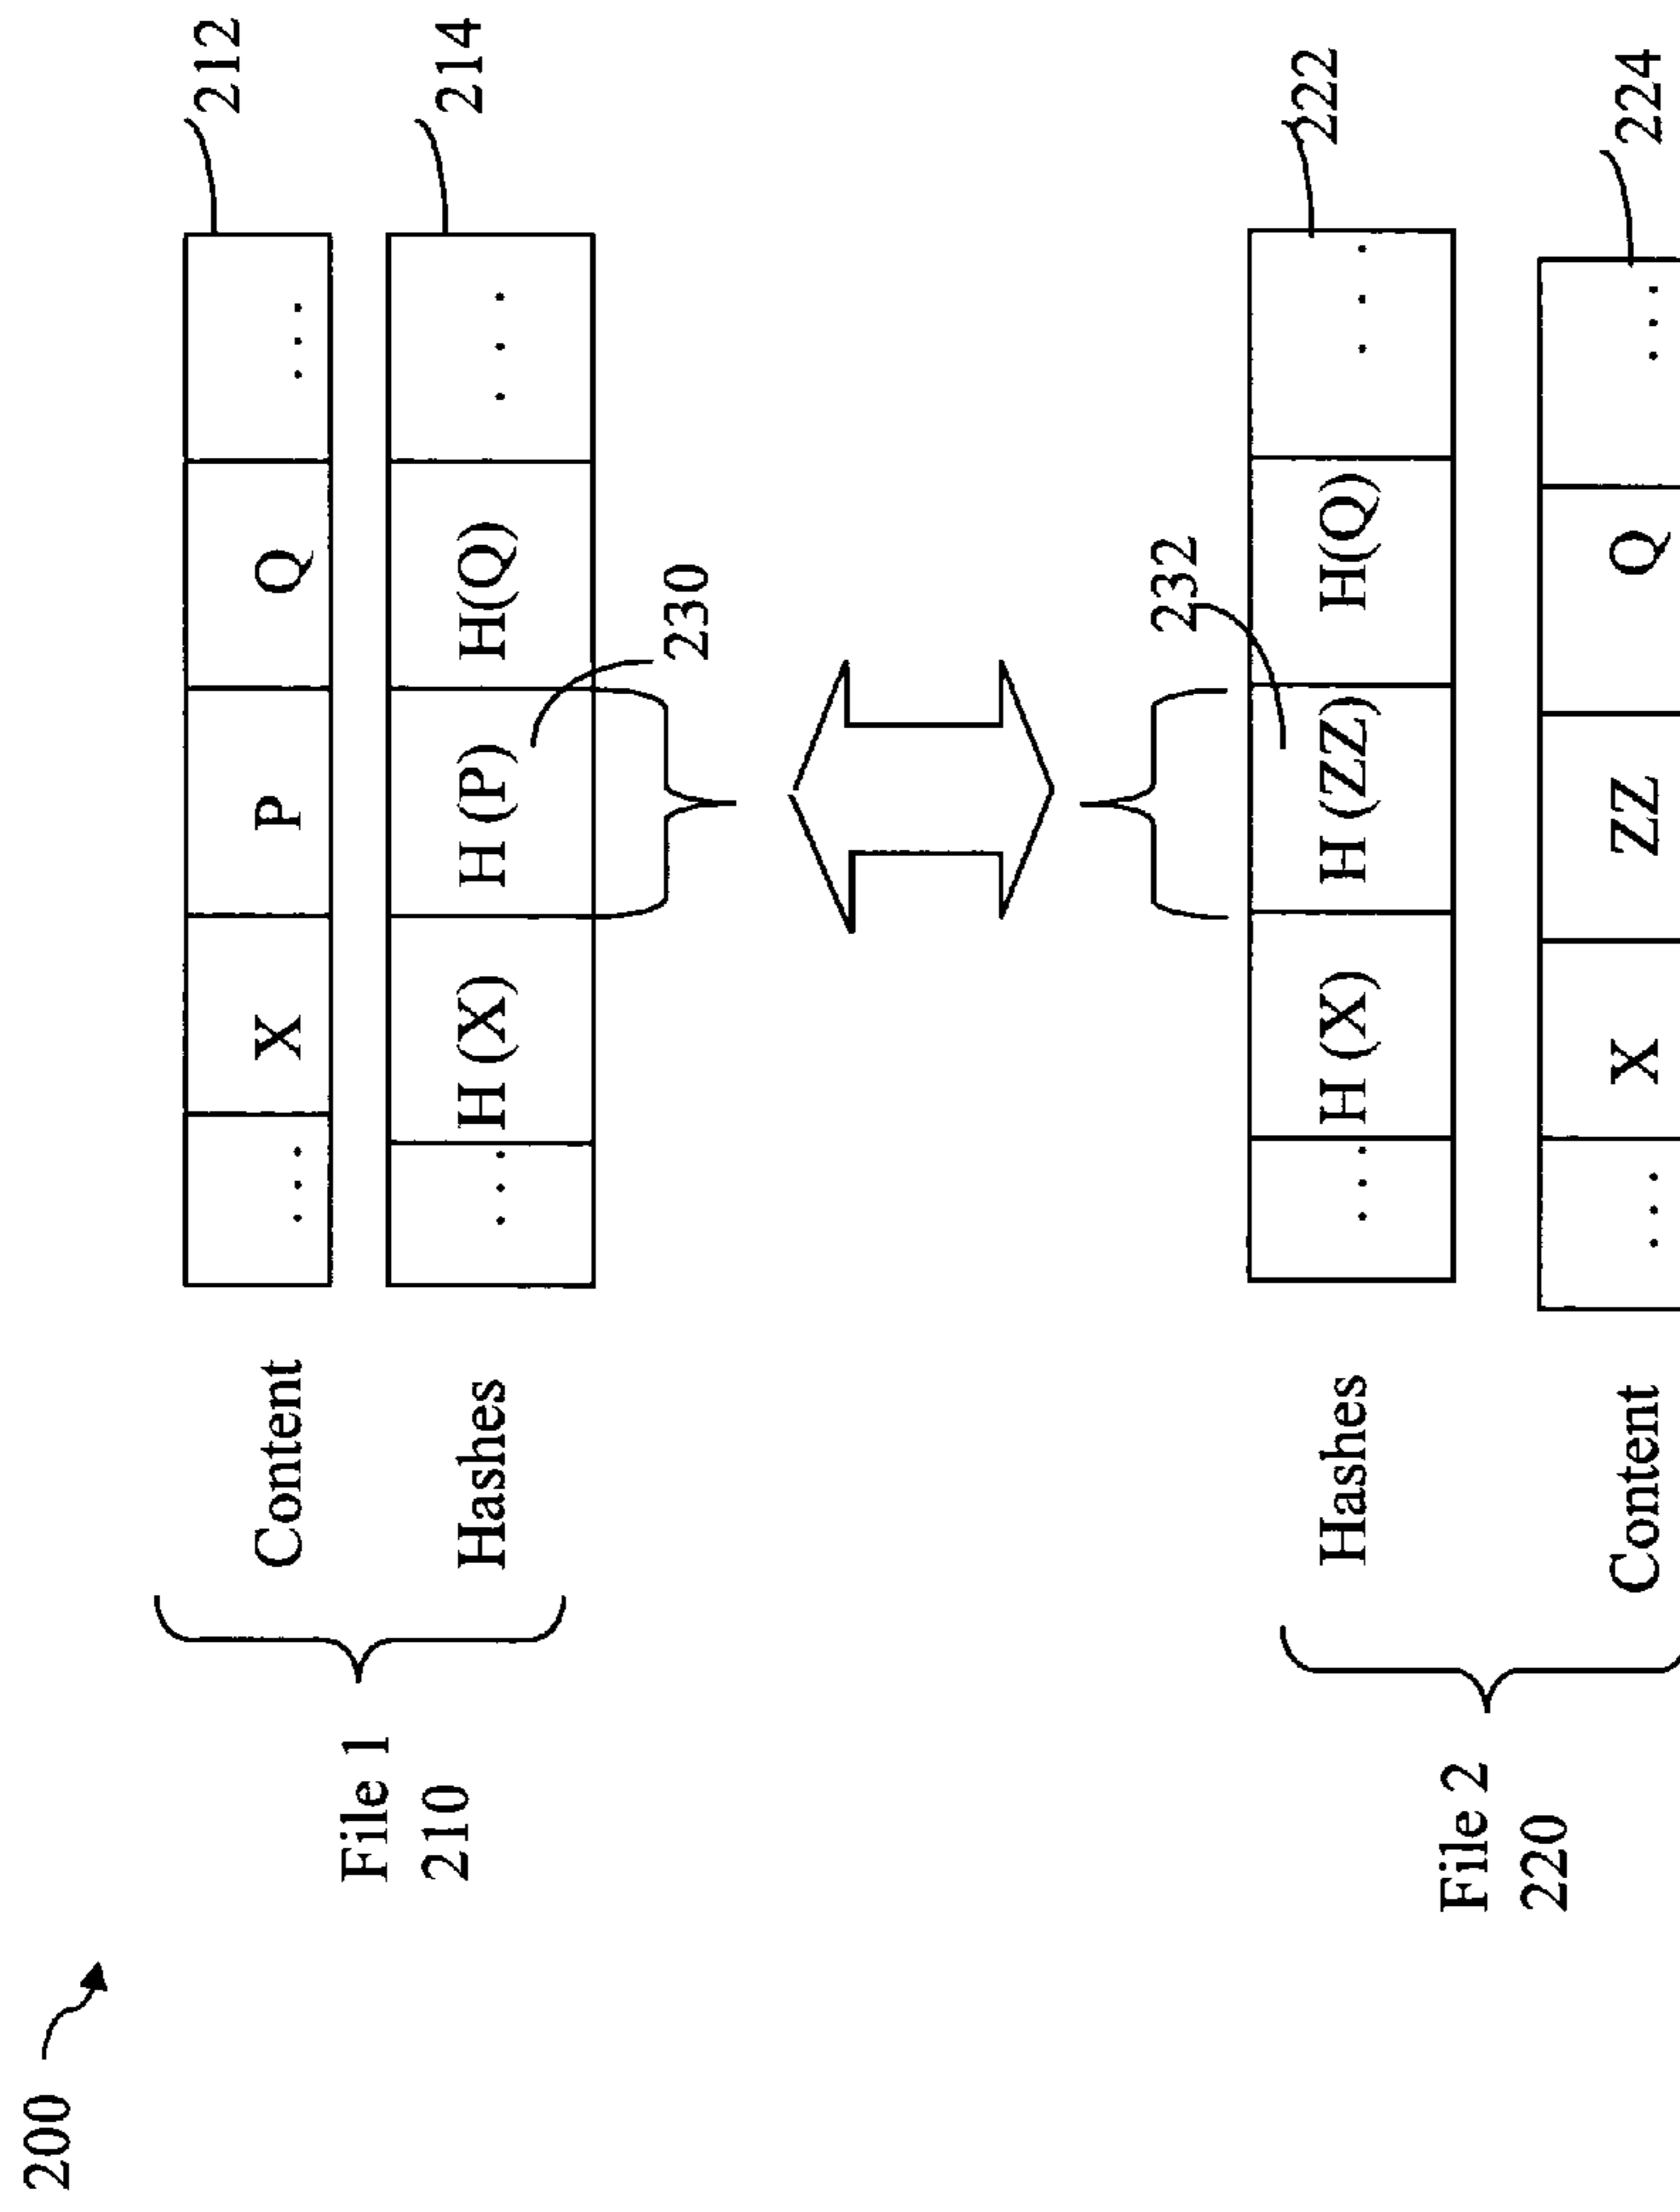 200
File 1
210
Content
... X P Q ...
212
Hashes
... H (X) H (P) H(Q) ...
214
230
232
File 2
220
Hashes
... H (X) H (ZZ) H(Q) ...
222
Content
... X ZZ Q ...
224